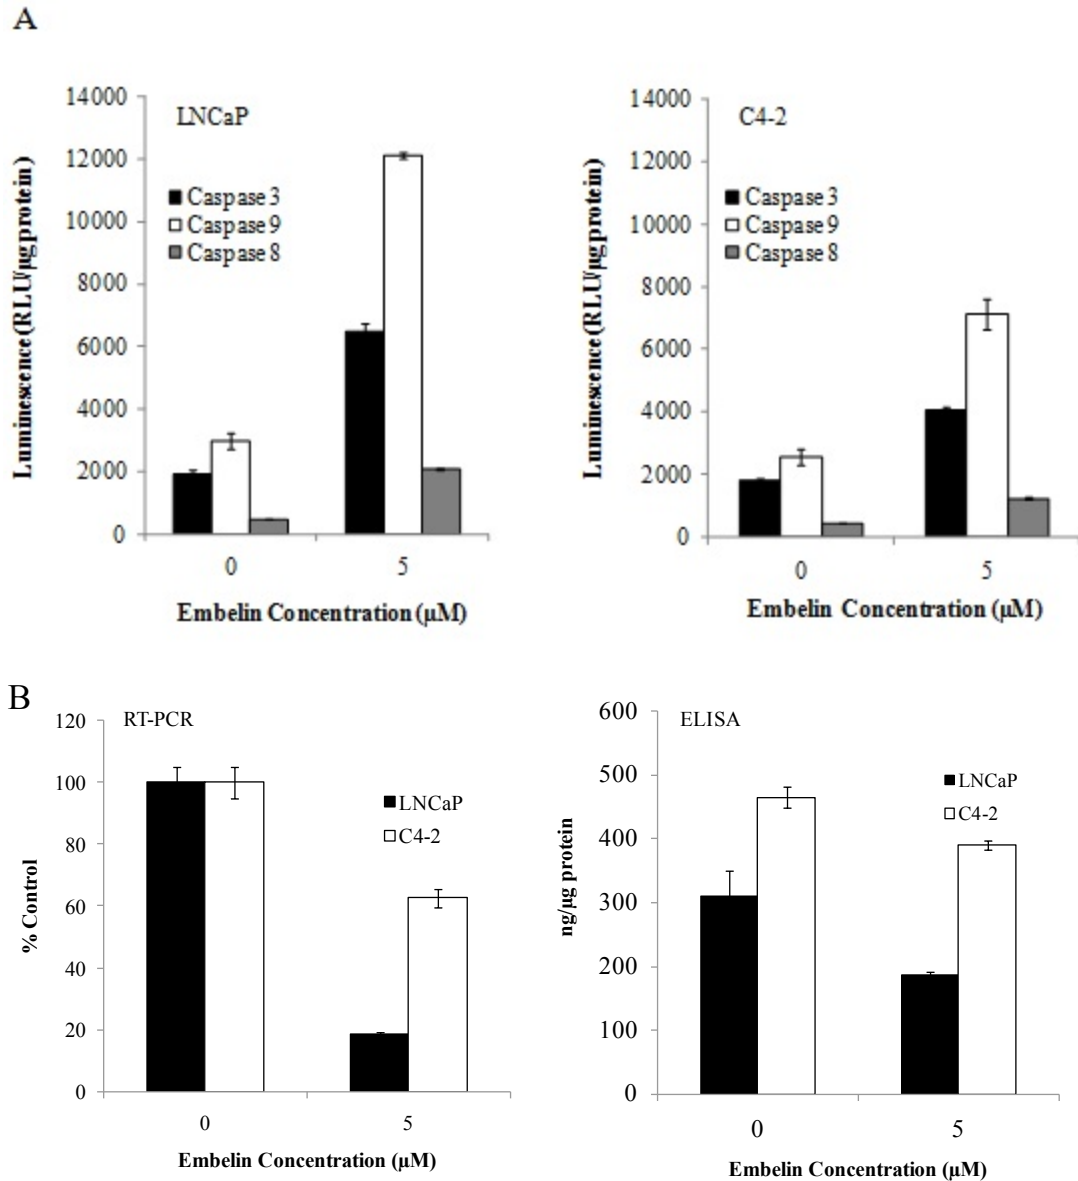 A
LNCaP
Caspase 3
Caspase 9
Caspase 8
14000
12000
10000
8000
6000
4000
2000
0
Luminescence (RLU/µg protein)
0
5
Embelin Concentration (µM)
C4-2
Caspase 3
Caspase 9
Caspase 8
14000
12000
10000
8000
6000
4000
2000
0
Luminescence (RLU/µg protein)
0
5
Embelin Concentration (µM)
B
RT-PCR
LNCaP
C4-2
120
100
80
60
40
20
0
% Control
0
5
Embelin Concentration (µM)
ELISA
LNCaP
C4-2
600
500
400
300
200
100
0
ng/µg protein
0
5
Embelin Concentration (µM)